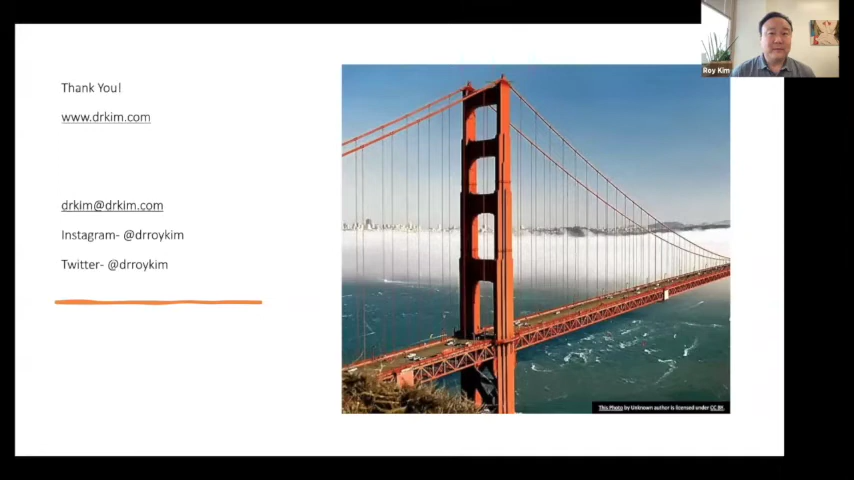 Thank You!
www.drkim.com
drkim@drkim.com
Instagram- @drroykim
Twitter- @drroykim
Roy Kim
This Photo by Unknown author is licensed under CC BY.